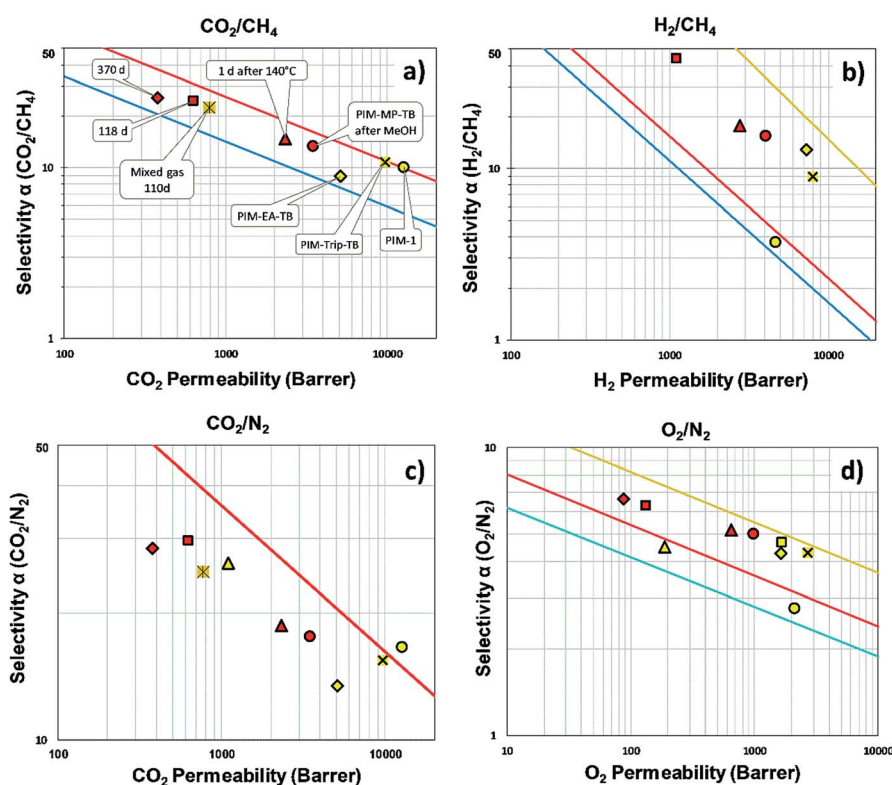 CO₂/CH₄
50
a)
370 d
1 d after 140°C
118 d
PIM-MP-TB
after MeOH
Mixed gas
110d
10
PIM-EA-TB
PIM-Trip-TB
PIM-1
1
Selectivity α (CO₂/CH₄)
100
1000
10000
CO₂ Permeability (Barrer)
H₂/CH₄
50
b)
10
1
Selectivity α (H₂/CH₄)
100
1000
10000
H₂ Permeability (Barrer)
CO₂/N₂
50
c)
10
Selectivity α (CO₂/N₂)
100
1000
10000
CO₂ Permeability (Barrer)
O₂/N₂
10
d)
1
Selectivity α (O₂/N₂)
10
100
1000
10000
O₂ Permeability (Barrer)